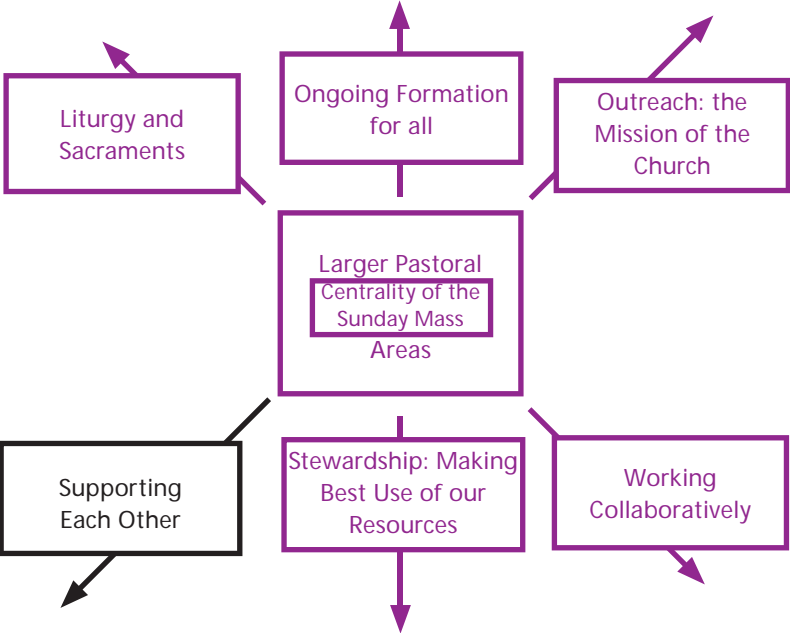 Liturgy and
Sacraments
Ongoing Formation
for all
Outreach: the
Mission of the
Church
Larger Pastoral
Centrality of the
Sunday Mass
Areas
Supporting
Each Other
Stewardship: Making
Best Use of our
Resources
Working
Collaboratively